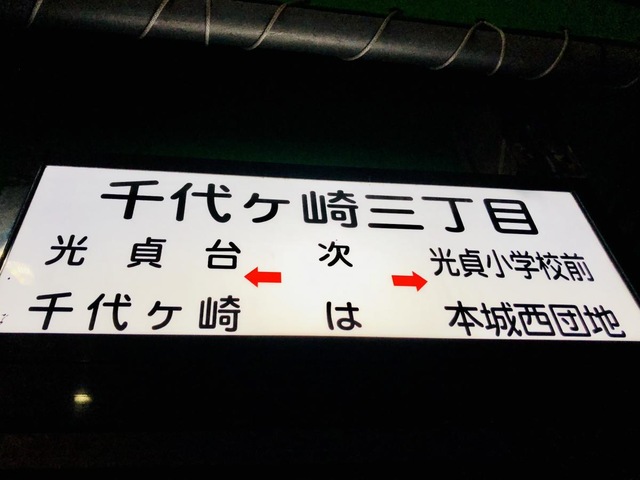 千代ヶ崎三丁目
光貞台 次 光貞小学校前
千代ヶ崎 は 本城西団地